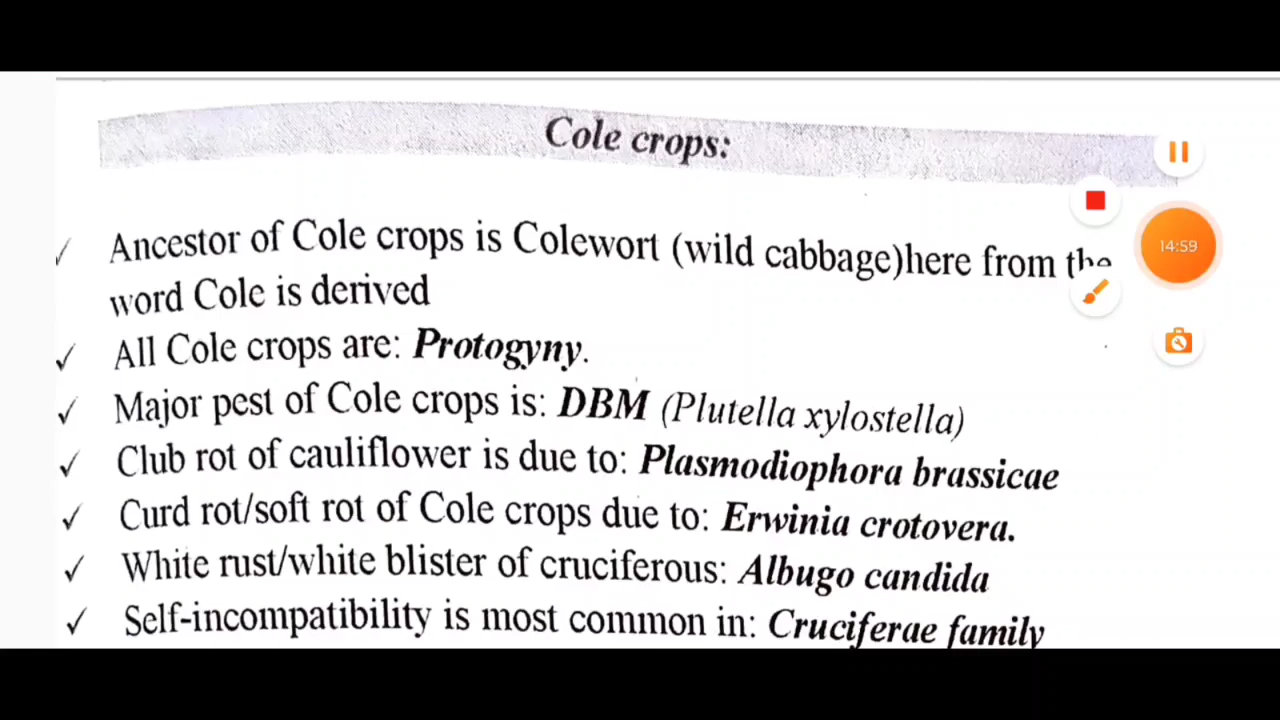 Cole crops:
✓ Ancestor of Cole crops is Colewort (wild cabbage)here from the
word Cole is derived
✓ All Cole crops are: Protogyny.
✓ Major pest of Cole crops is: DBM (Plutella xylostella)
✓ Club rot of cauliflower is due to: Plasmodiophora brassicae
✓ Curd rot/soft rot of Cole crops due to: Erwinia crotovera.
✓ White rust/white blister of cruciferous: Albugo candida
✓ Self-incompatibility is most common in: Cruciferae family
14:59